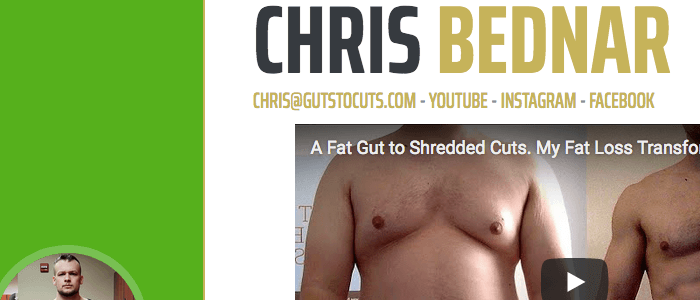 CHRIS BEDNAR
CHRIS@GUTSTOCUTS.COM - YOUTUBE - INSTAGRAM - FACEBOOK
A Fat Gut to Shredded Cuts. My Fat Loss Transfo